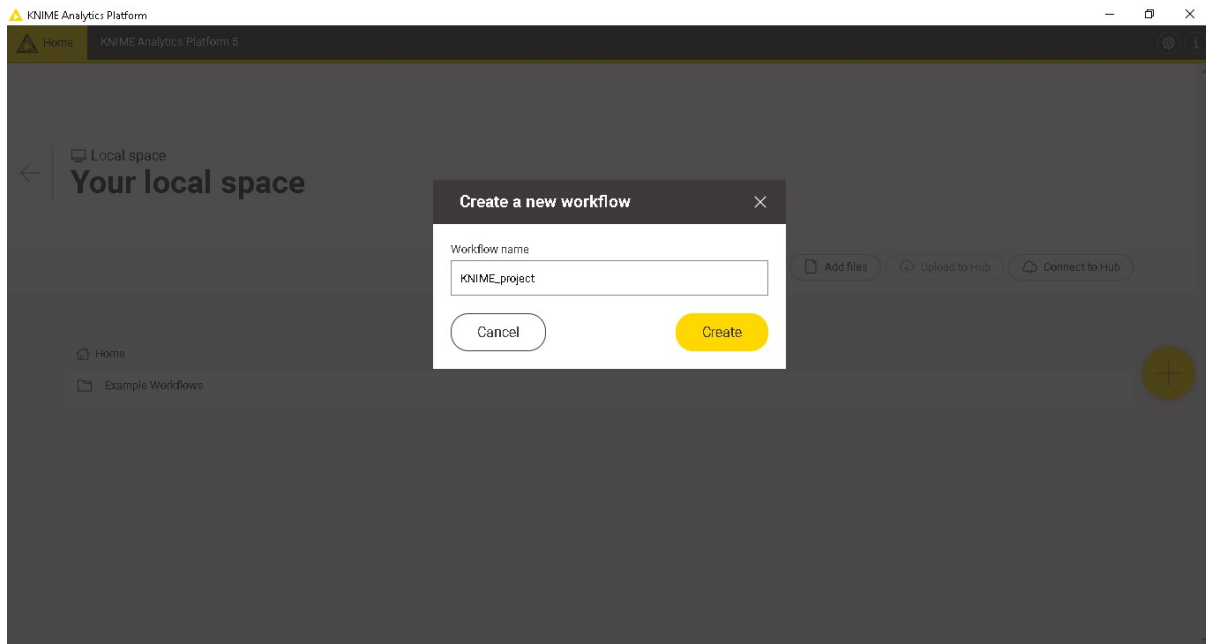 KNIME Analytics Platform
Home KNIME Analytics Platform 5
Local space
Your local space
Create a new workflow
Workflow name
KNIME_project
Cancel Create
Add files Upload to Hub Connect to Hub
Home
Example Workflows